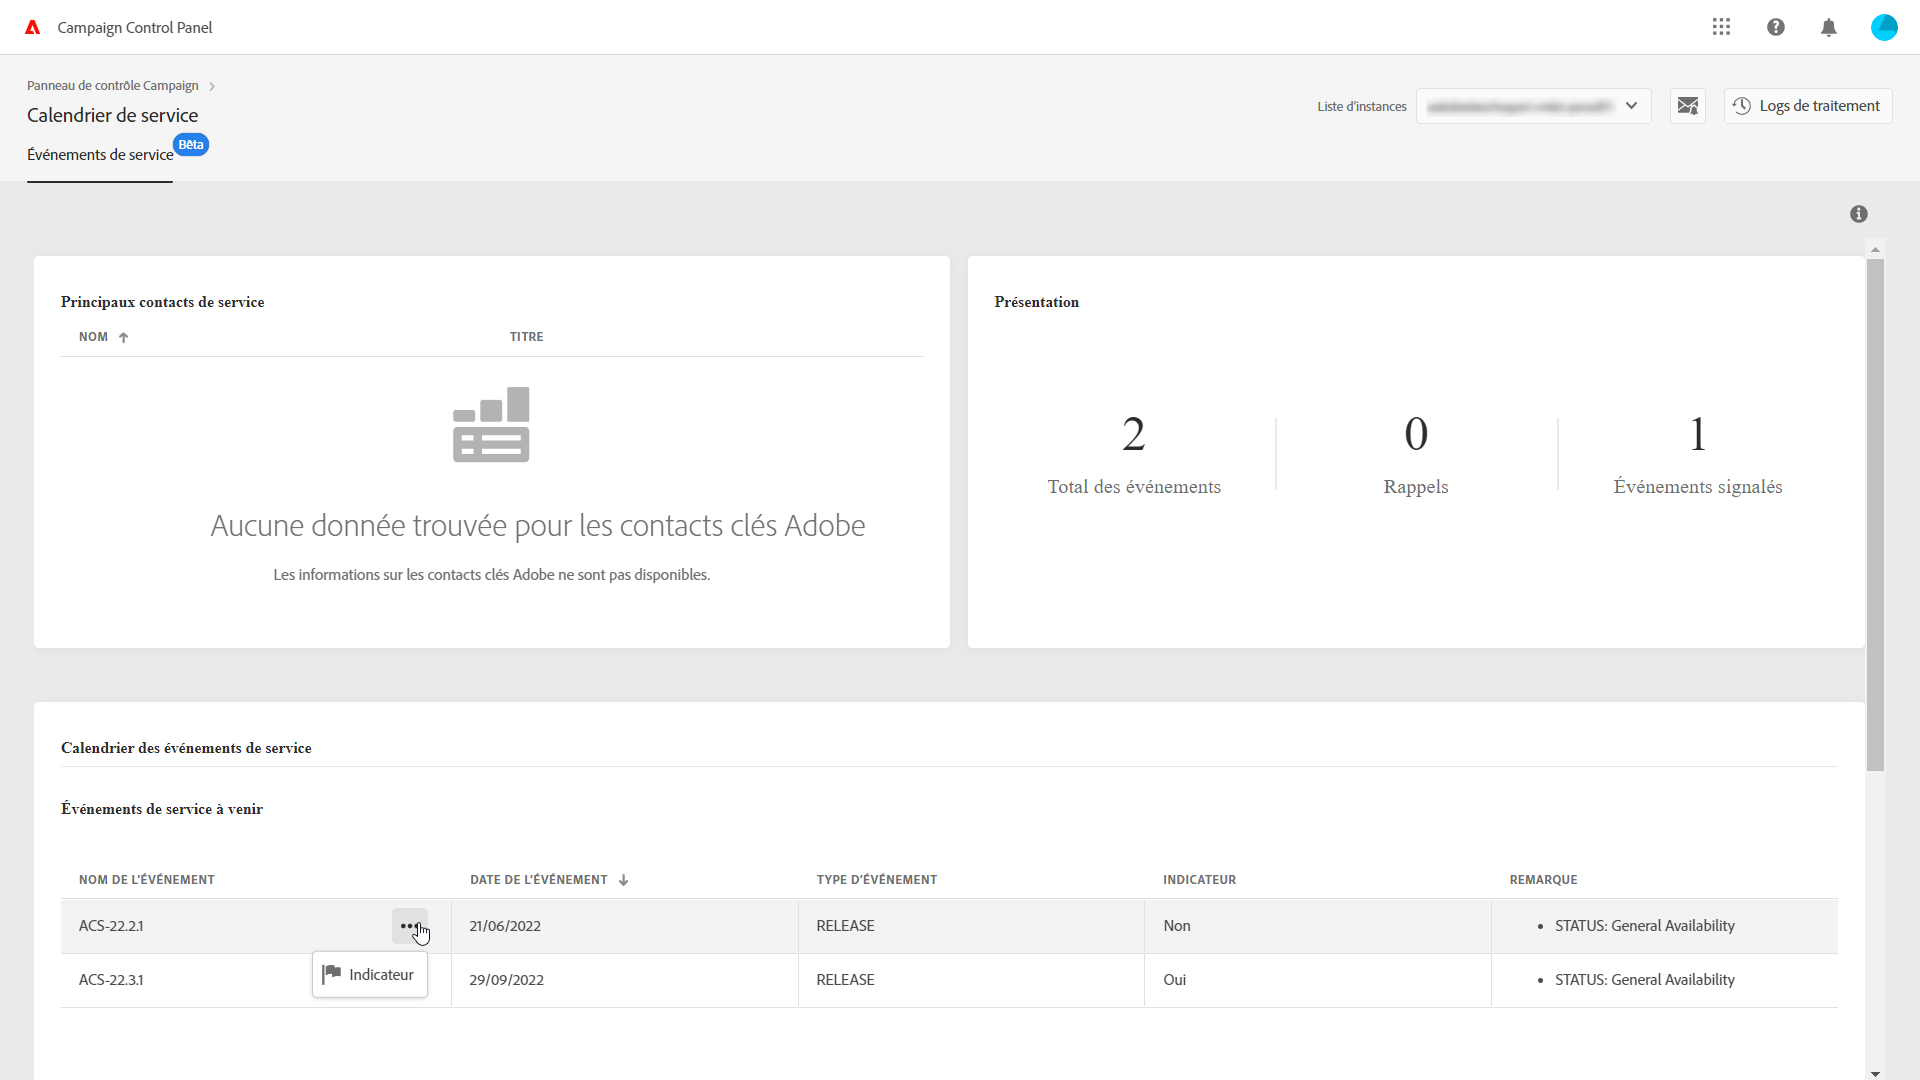 Campaign Control Panel
Panneau de contrôle Campaign
Calendrier de service
Liste d'instances
Logs de traitement
Événements de service
Bêta
Principaux contacts de service
NOM
TITRE
Aucune donnée trouvée pour les contacts clés Adobe
Les informations sur les contacts clés Adobe ne sont pas disponibles.
Présentation
2
0
1
Total des événements
Rappels
Événements signalés
Calendrier des événements de service
Événements de service à venir
NOM DE L'ÉVÉNEMENT
DATE DE L'ÉVÉNEMENT
TYPE D'ÉVÉNEMENT
INDICATEUR
REMARQUE
ACS-22.2.1
21/06/2022
RELEASE
Non
• STATUS: General Availability
Indicateur
ACS-22.3.1
29/09/2022
RELEASE
Oui
• STATUS: General Availability